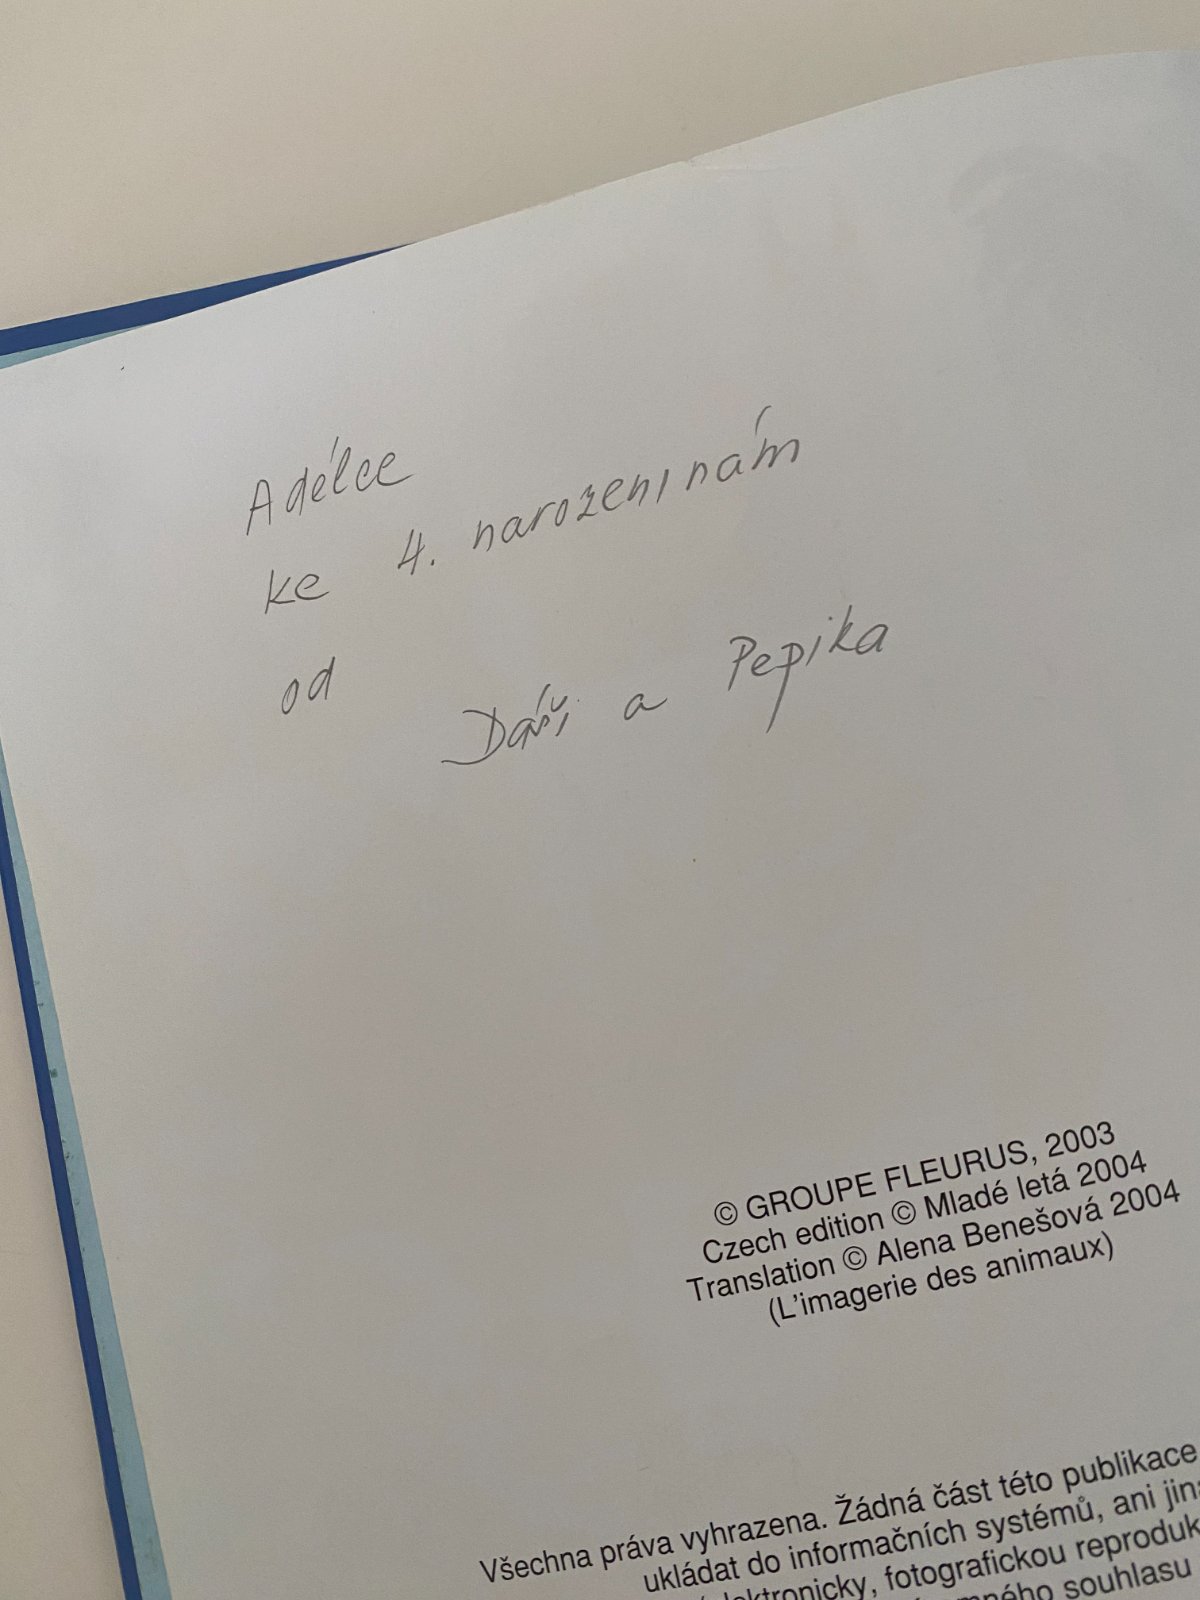 Adélce
ke 4. narozeninám
od
Dáši a Pepika
© GROUPE FLEURUS, 2003
Czech edition © Mladé letá 2004
Translation © Alena Benešová 2004
(L'imagerie des animaux)
Všechna práva vyhrazena. Žádná část této publikace
ukládat do informačních systémů, ani
fotografickou
souhlasu